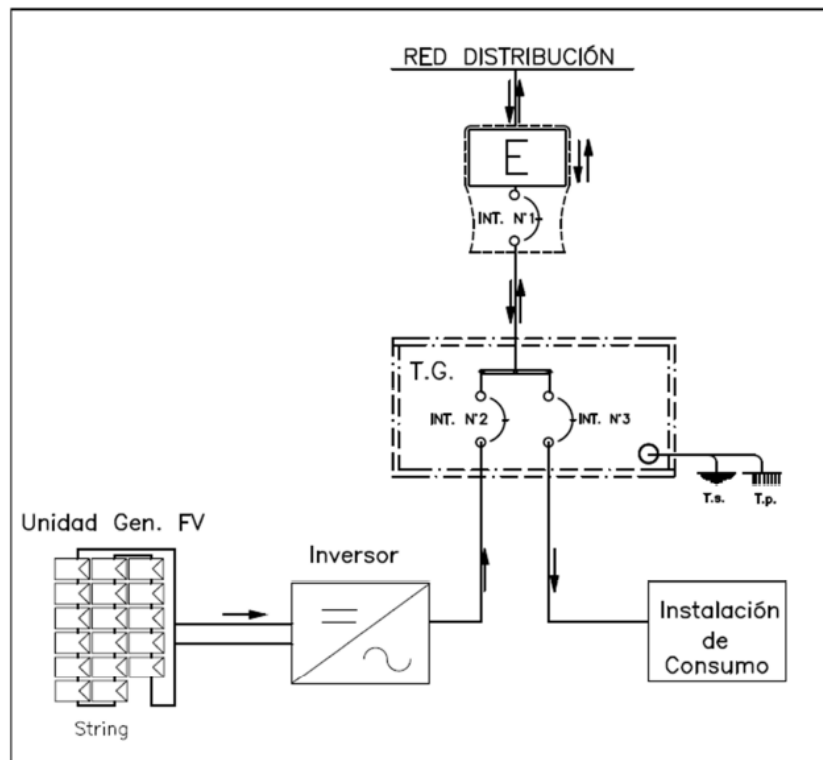 RED DISTRIBUCIÓN
E
INT. N°1
T.G.
INT. N°2
INT. N°3
T.s.
T.p.
Unidad Gen. FV
Inversor
Instalación
de
Consumo
String